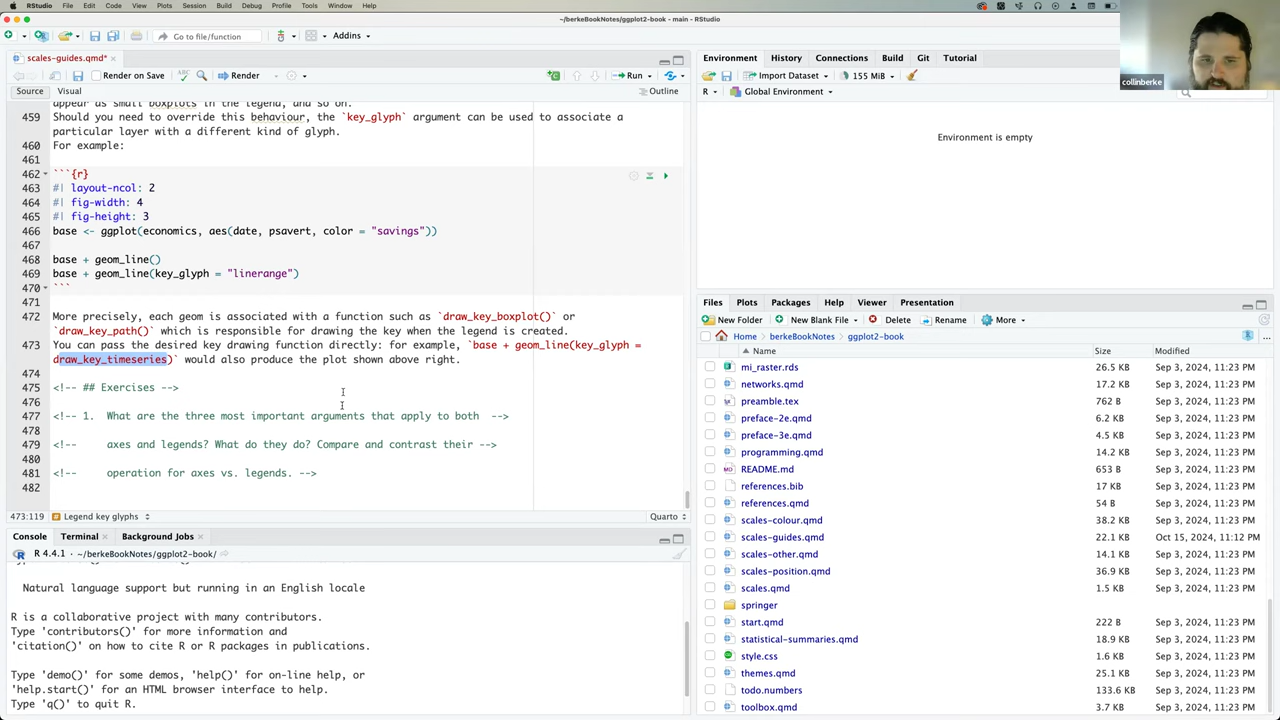 RStudio File Edit Code View Plots Session Build Debug Profile Tools Window Help
~/berkeBookNotes/ggplot2-book - main - RStudio
Go to file/function Addins
scales-guides.qmd*
Render on Save Render Run
Source Visual Outline
appear as small boxplots in the legend, and so on.
459 Should you need to override this behaviour, the `key_glyph` argument can be used to associate a
particular layer with a different kind of glyph.
460 For example:
461
462 ```{r}
463 #| layout-ncol: 2
464 #| fig-width: 4
465 #| fig-height: 3
466 base <- ggplot(economics, aes(date, psavert, color = "savings"))
467
468 base + geom_line()
469 base + geom_line(key_glyph = "linerange")
470 ```
471
472 More precisely, each geom is associated with a function such as `draw_key_boxplot()` or
`draw_key_path()` which is responsible for drawing the key when the legend is created.
473 You can pass the desired key drawing function directly: for example, `base + geom_line(key_glyph =
draw_key_timeseries)` would also produce the plot shown above right.
474
475 <!-- ## Exercises -->
476
477 <!-- 1. What are the three most important arguments that apply to both -->
478
479 <!-- axes and legends? What do they do? Compare and contrast their -->
480
481 <!-- operation for axes vs. legends. -->
482
Legend key glyphs Quarto
Console Terminal Background Jobs
R 4.4.1 · ~/berkeBookNotes/ggplot2-book/
Natural language support but running in an English locale
R is a collaborative project with many contributors.
Type 'contributors()' for more information and
'citation()' on how to cite R or R packages in publications.
Type 'demo()' for some demos, 'help()' for on-line help, or
'help.start()' for an HTML browser interface to help.
Type 'q()' to quit R.
Environment History Connections Build Git Tutorial
Import Dataset 155 MiB
R Global Environment
Environment is empty
collinberke
Files Plots Packages Help Viewer Presentation
New Folder New Blank File Delete Rename More
Home berkeBookNotes ggplot2-book
Name Size Modified
mi_raster.rds 26.5 KB Sep 3, 2024, 11:23 PM
networks.qmd 17.2 KB Sep 3, 2024, 11:23 PM
preamble.tex 762 B Sep 3, 2024, 11:23 PM
preface-2e.qmd 6.2 KB Sep 3, 2024, 11:23 PM
preface-3e.qmd 4.5 KB Sep 3, 2024, 11:23 PM
programming.qmd 14.2 KB Sep 3, 2024, 11:23 PM
README.md 653 B Sep 3, 2024, 11:23 PM
references.bib 17 KB Sep 3, 2024, 11:23 PM
references.qmd 54 B Sep 3, 2024, 11:23 PM
scales-colour.qmd 38.2 KB Sep 3, 2024, 11:23 PM
scales-guides.qmd 22.1 KB Oct 15, 2024, 11:12 PM
scales-other.qmd 14.1 KB Sep 3, 2024, 11:23 PM
scales-position.qmd 36.9 KB Sep 3, 2024, 11:23 PM
scales.qmd 1.5 KB Sep 3, 2024, 11:23 PM
springer
start.qmd 222 B Sep 3, 2024, 11:23 PM
statistical-summaries.qmd 18.9 KB Sep 3, 2024, 11:23 PM
style.css 1.6 KB Sep 3, 2024, 11:23 PM
themes.qmd 25.1 KB Sep 3, 2024, 11:23 PM
todo.numbers 133.6 KB Sep 3, 2024, 11:23 PM
toolbox.qmd 3.7 KB Sep 3, 2024, 11:23 PM